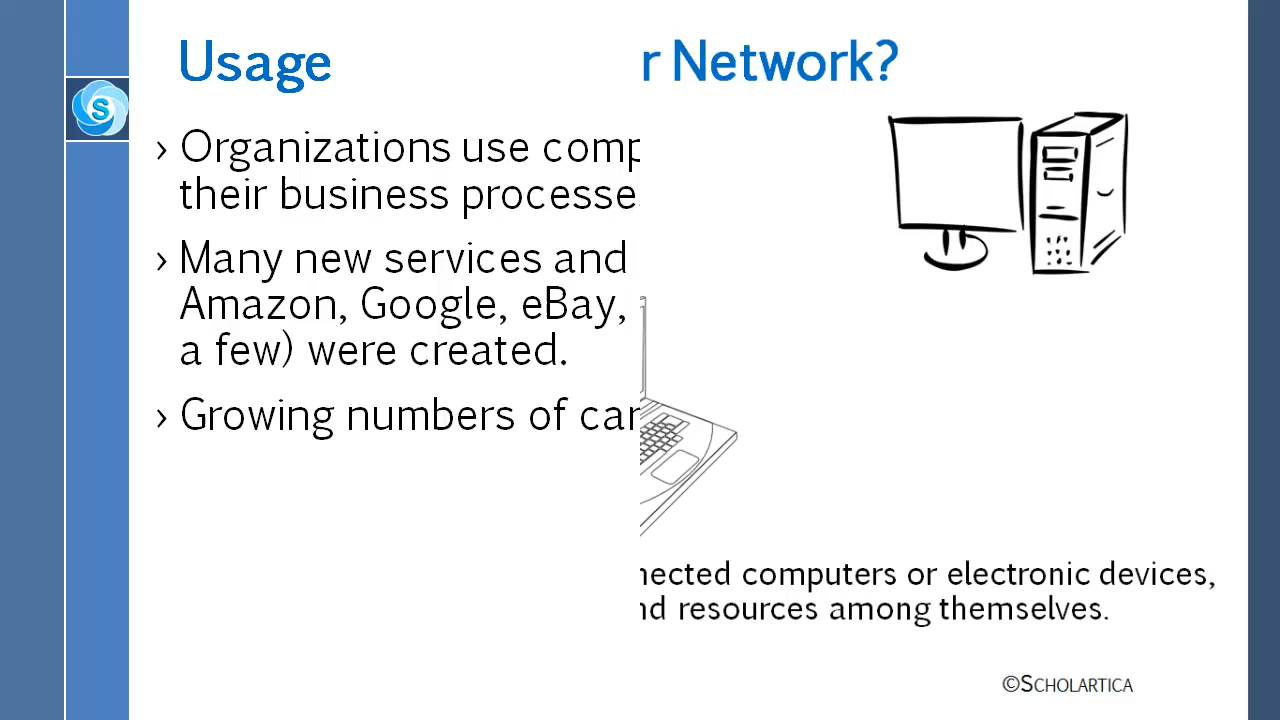 Usage
r Network?
S
› Organizations use comp
their business processe
› Many new services and
Amazon, Google, eBay,
a few) were created.
› Growing numbers of car
nected computers or electronic devices,
nd resources among themselves.
©SCHOLARTICA